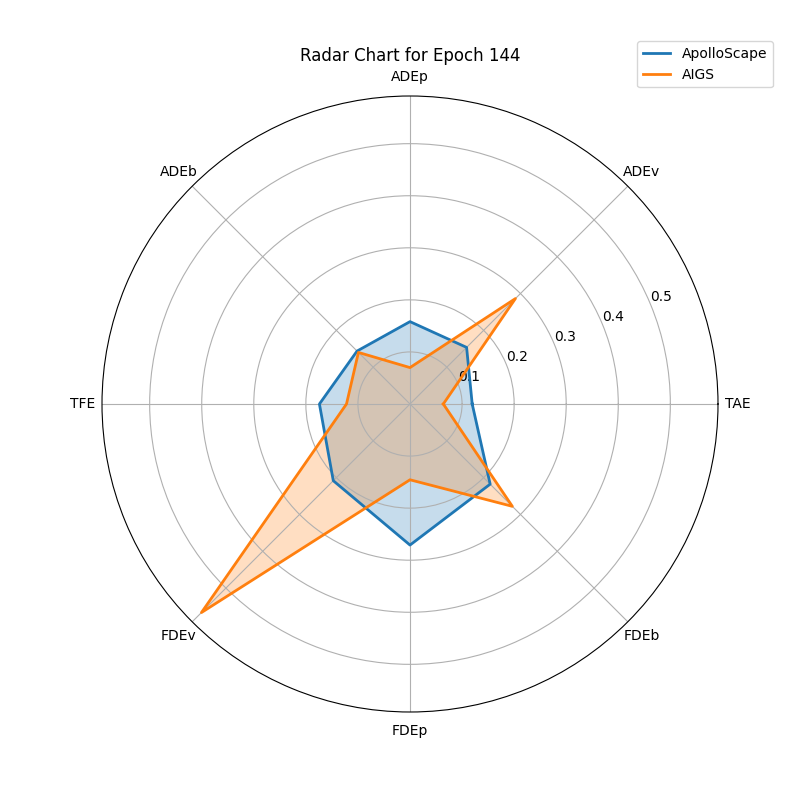 ApolloScape
AIGS
Radar Chart for Epoch 144
ADEp
ADEb
ADEv
0.5
0.4
0.3
0.2
0.1
TFE
TAE
FDEv
FDEb
FDEp